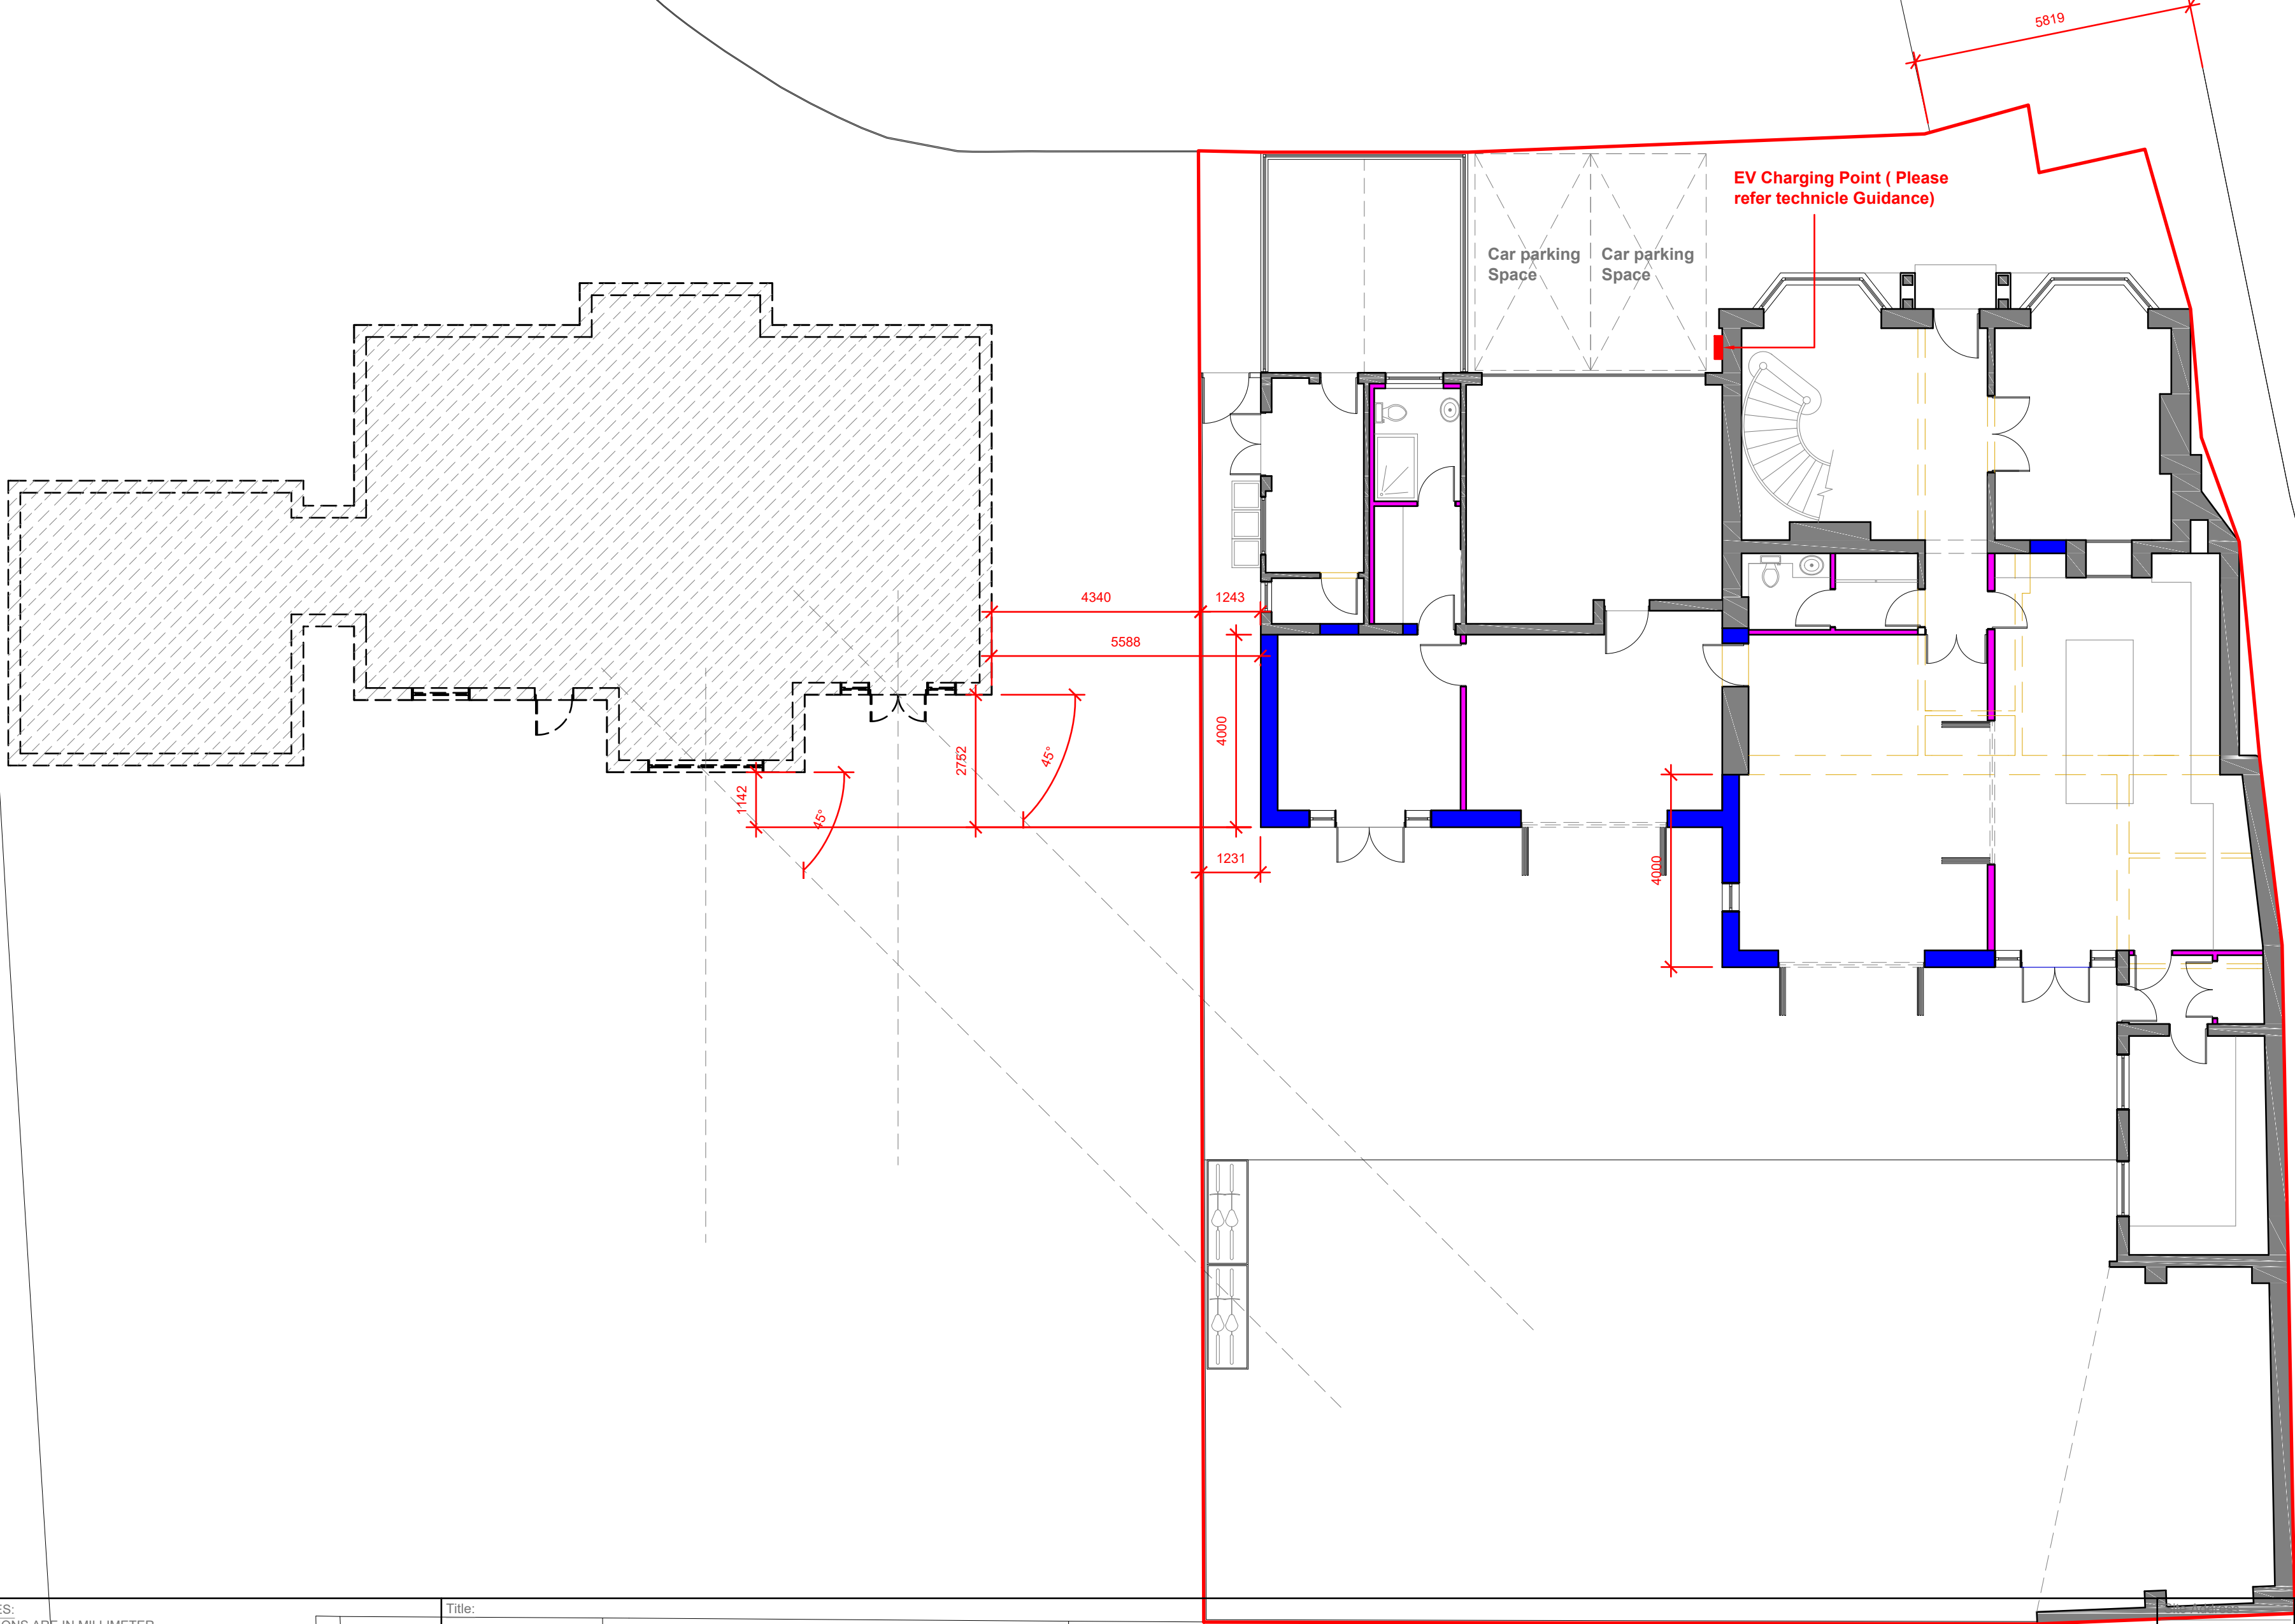 5819
EV Charging Point ( Please
refer technicle Guidance)
Car parking
Space
Car parking
Space
4340
1243
5588
4000
2752
45°
1142
45°
1231
4000
Title: